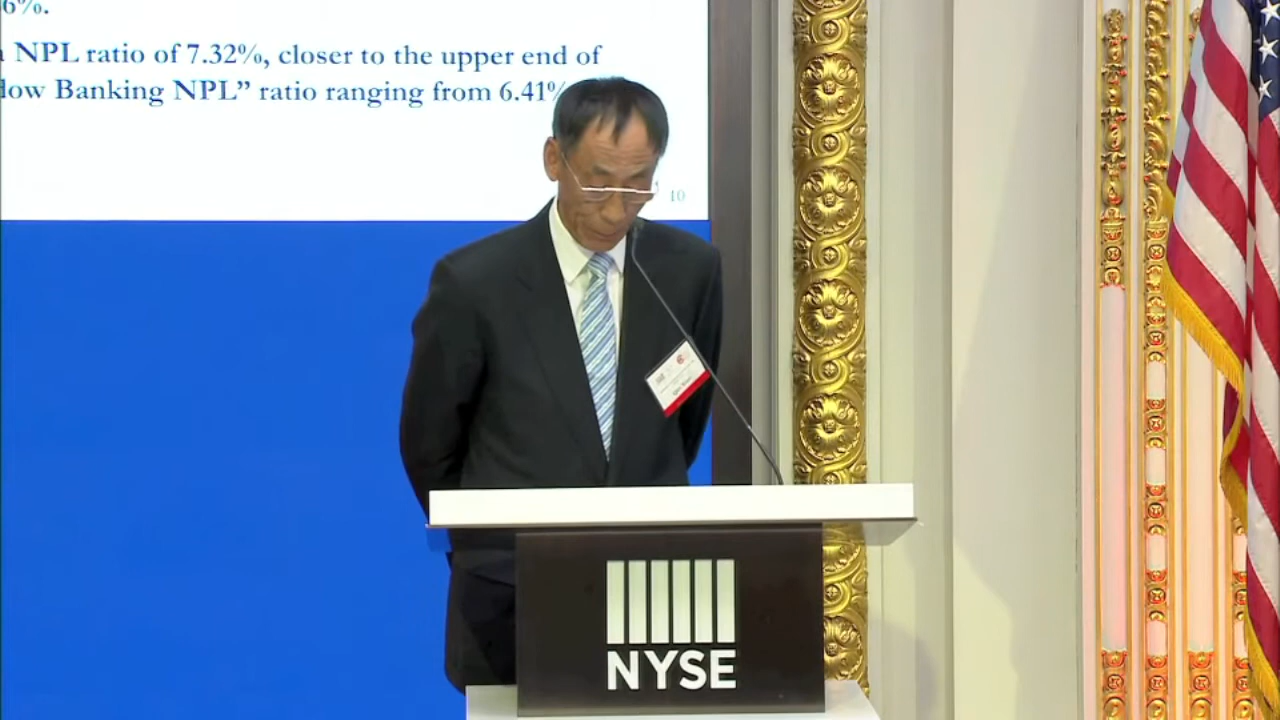 6%.
NPL ratio of 7.32%, closer to the upper end of
Banking NPL” ratio ranging from 6.41%
10
NYSE